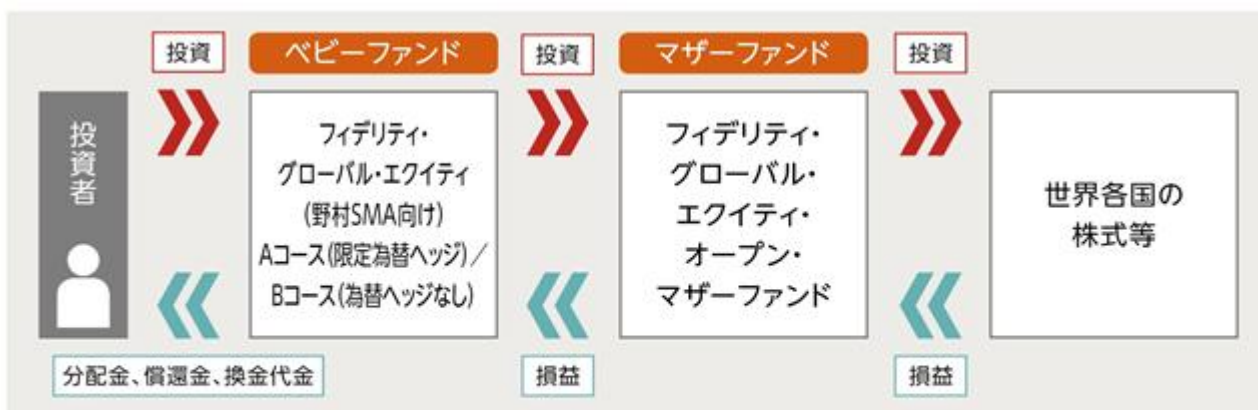 投資
ベビーファンド
投資
マザーファンド
投資
投資者
フィデリティ・
グローバル・エクイティ
(野村SMA向け)
Aコース(限定為替ヘッジ)／
Bコース(為替ヘッジなし)
フィデリティ・
グローバル・
エクイティ・
オープン・
マザーファンド
世界各国の
株式等
分配金、償還金、換金代金
損益
損益